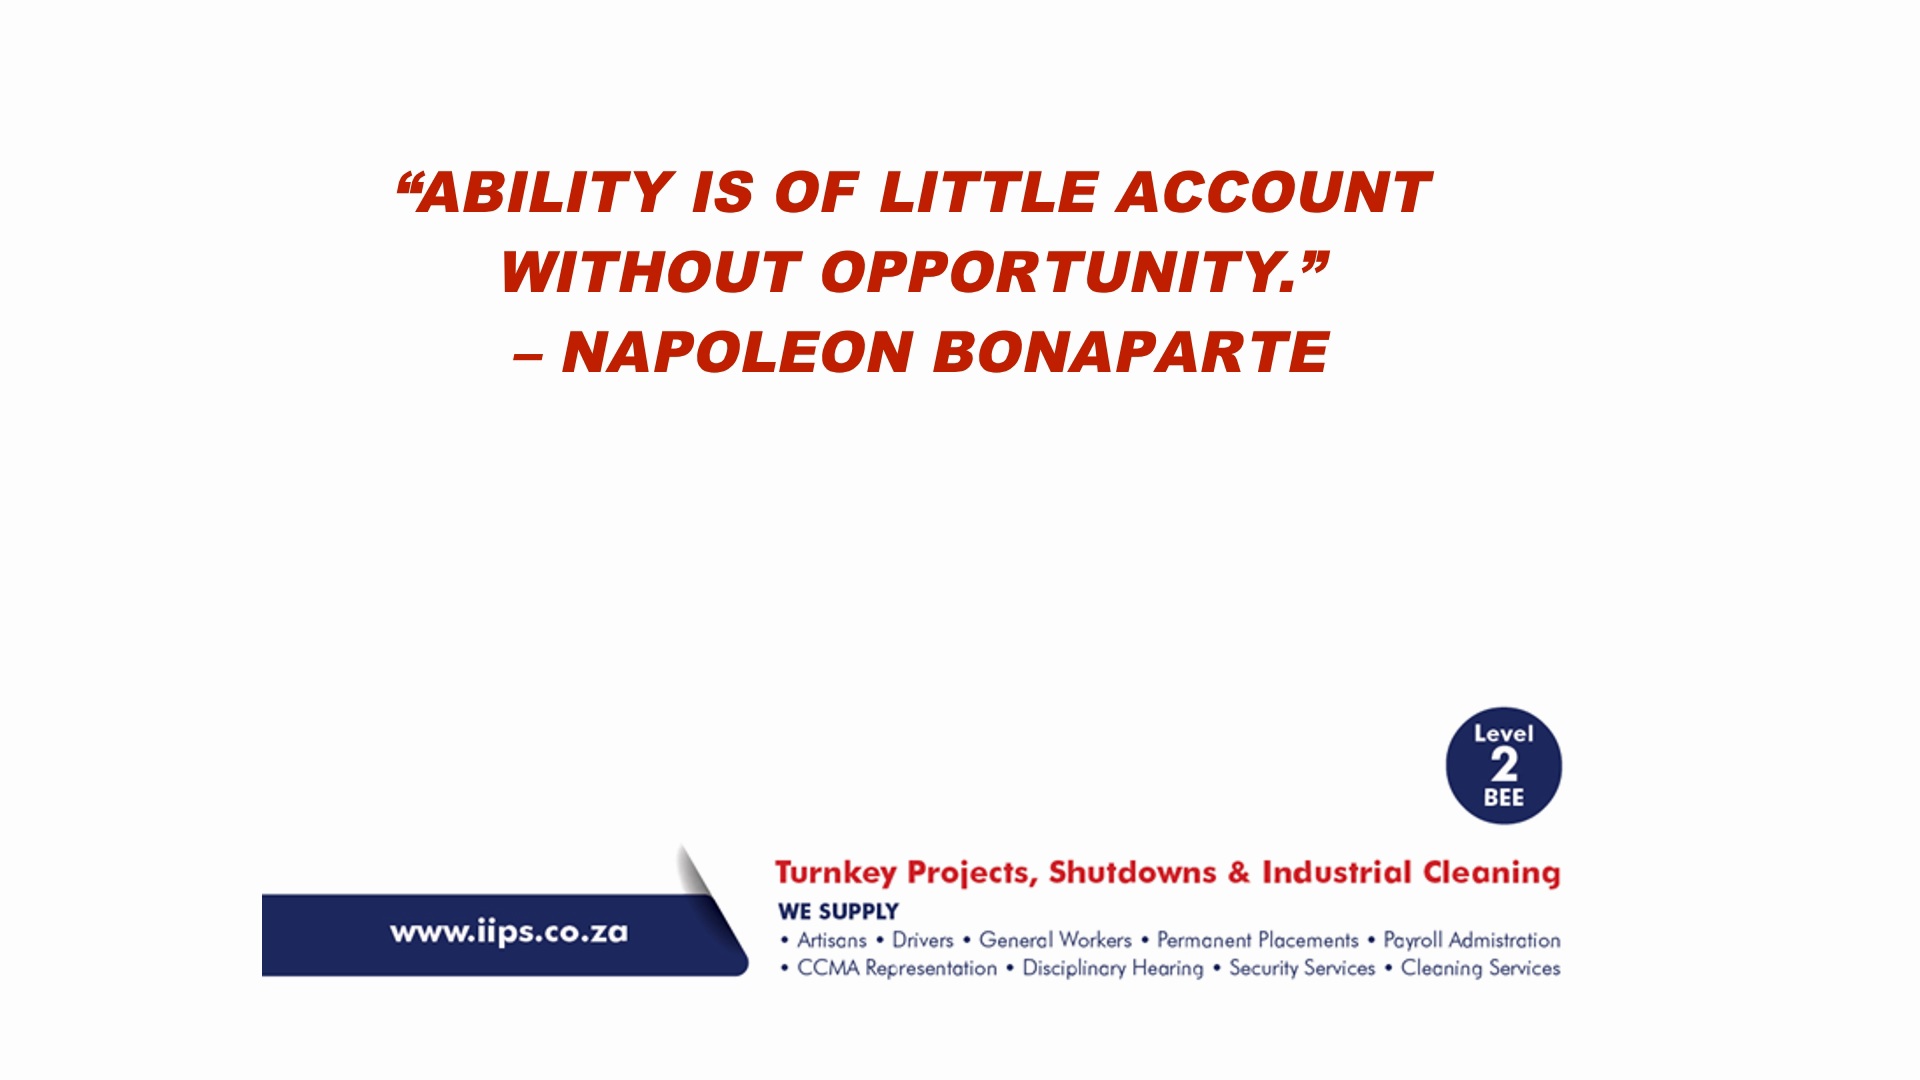 “ABILITY IS OF LITTLE ACCOUNT
WITHOUT OPPORTUNITY.”
– NAPOLEON BONAPARTE
Level
2
BEE
Turnkey Projects, Shutdowns & Industrial Cleaning
WE SUPPLY
• Artisans • Drivers • General Workers • Permanent Placements • Payroll Admistration
• CCMA Representation • Disciplinary Hearing • Security Services • Cleaning Services
www.iips.co.za